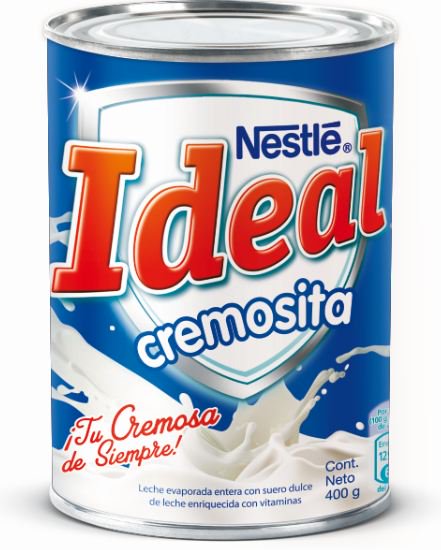 Nestlé®
Ideal
cremosita
¡Tu Cremosa
de Siempre!
Cont.
Neto
400 g
Leche evaporada entera con suero dulce
de leche enriquecida con vitaminas